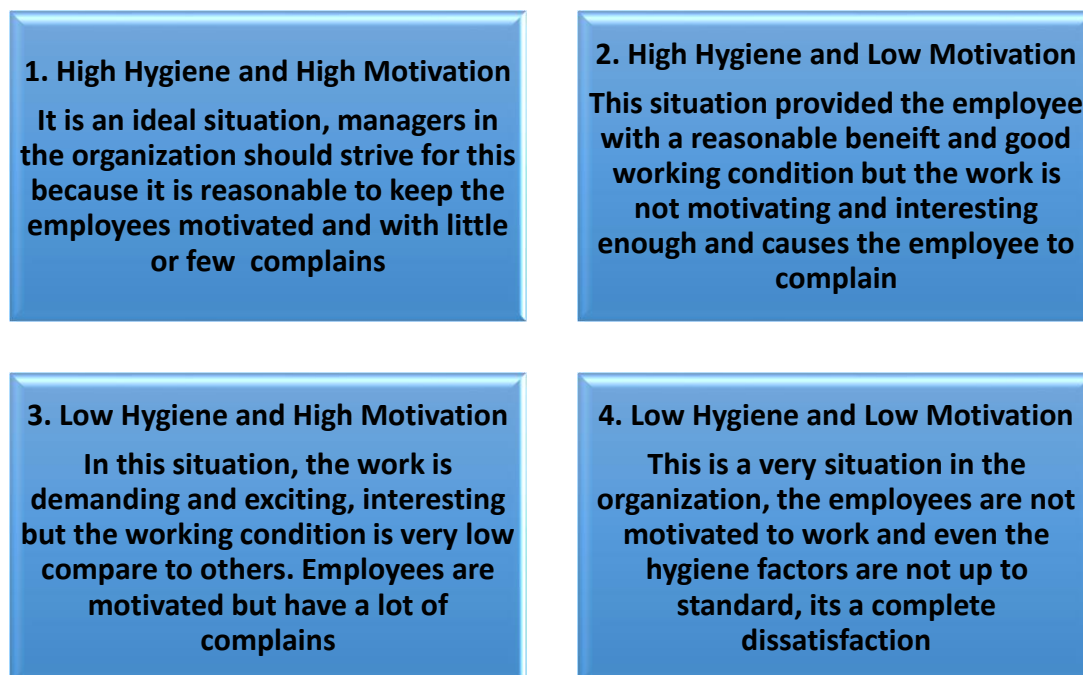 1. High Hygiene and High Motivation
It is an ideal situation, managers in
the organization should strive for this
because it is reasonable to keep the
employees motivated and with little
or few  complains
2. High Hygiene and Low Motivation
This situation provided the employee
with a reasonable beneift and good
working condition but the work is
not motivating and interesting
enough and causes the employee to
complain
3. Low Hygiene and High Motivation
In this situation, the work is
demanding and exciting, interesting
but the working condition is very low
compare to others. Employees are
motivated but have a lot of
complains
4. Low Hygiene and Low Motivation
This is a very situation in the
organization, the employees are not
motivated to work and even the
hygiene factors are not up to
standard, its a complete
dissatisfaction